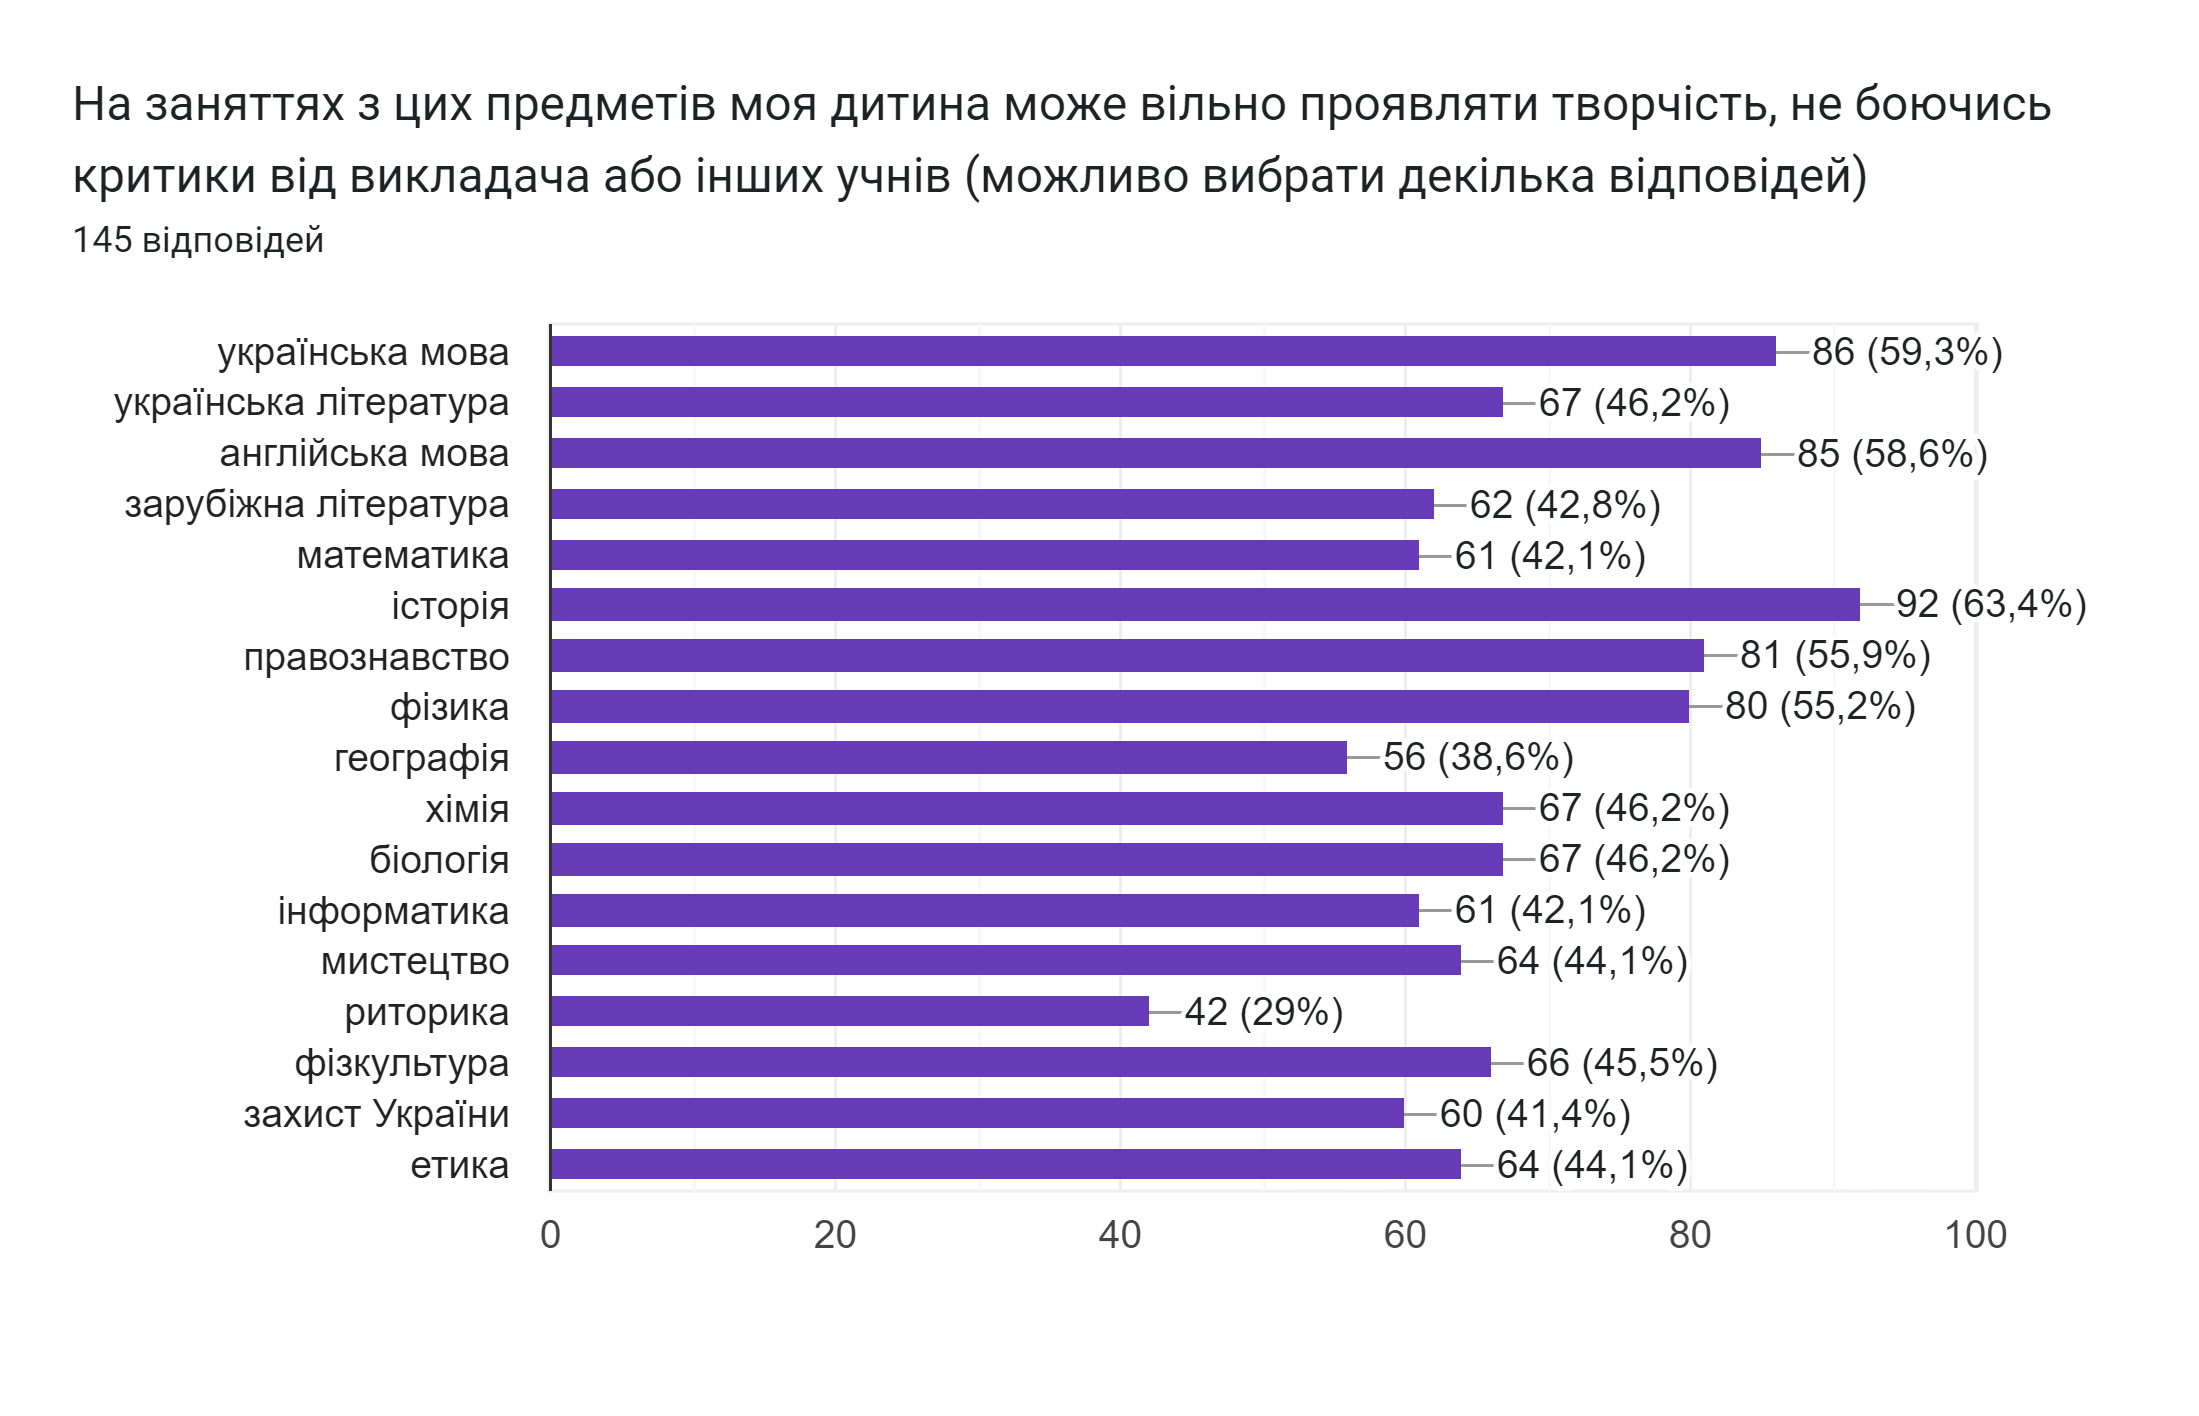 На заняттях з цих предметів моя дитина може вільно проявляти творчість, не боючись
критики від викладача або інших учнів (можливо вибрати декілька відповідей)
145 відповідей
українська мова 86 (59,3%)
українська література 67 (46,2%)
англійська мова 85 (58,6%)
зарубіжна література 62 (42,8%)
математика 61 (42,1%)
історія 92 (63,4%)
правознавство 81 (55,9%)
фізика 80 (55,2%)
географія 56 (38,6%)
хімія 67 (46,2%)
біологія 67 (46,2%)
інформатика 61 (42,1%)
мистецтво 64 (44,1%)
риторика 42 (29%)
фізкультура 66 (45,5%)
захист України 60 (41,4%)
етика 64 (44,1%)
0 20 40 60 80 100